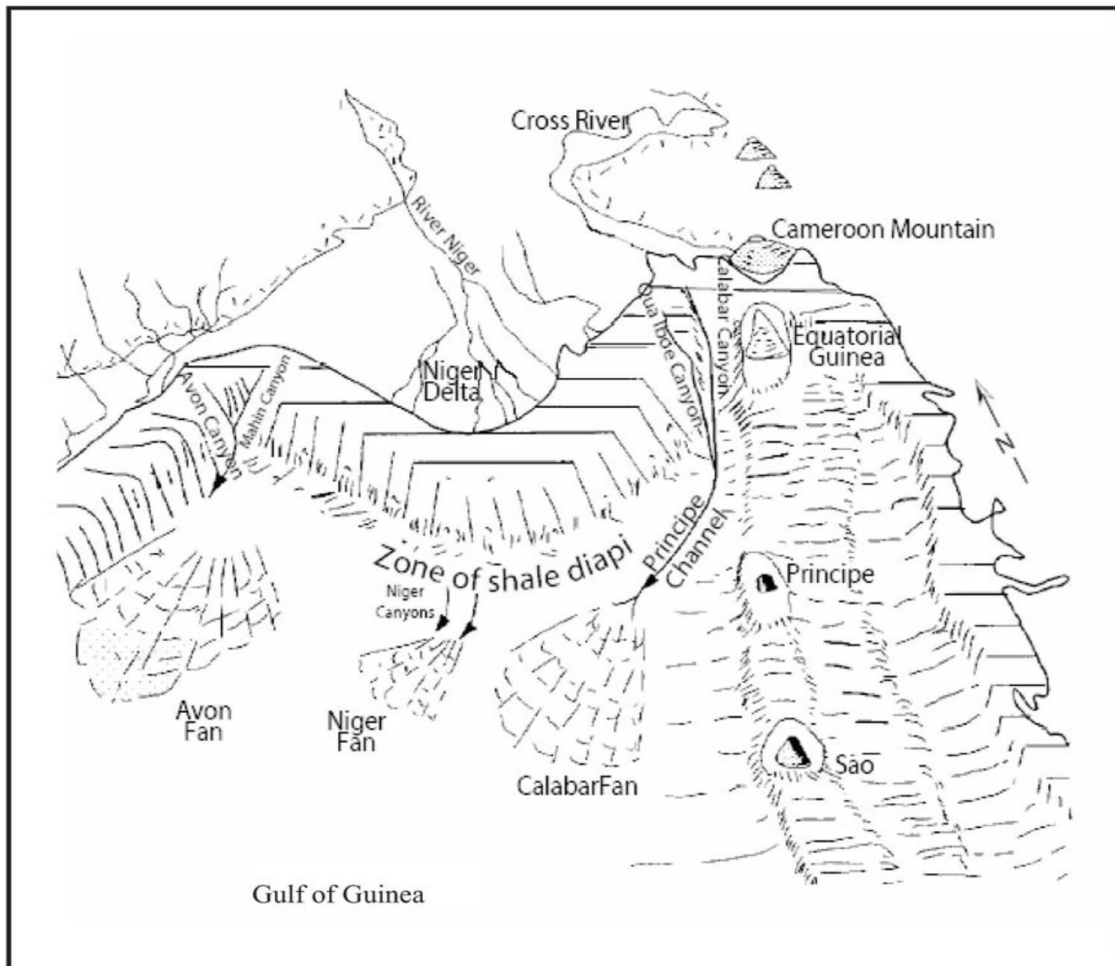 Cross River
River Niger
Cameroon Mountain
Calabar Canyon
Qua Iboe Canyon
Equatorial
Guinea
Niger
Delta
Avon Canyon
Mahin Canyon
N
Principe
Channel
Zone of shale diapi
Principe
Niger
Canyons
Avon
Fan
Niger
Fan
Sao
CalabarFan
Gulf of Guinea